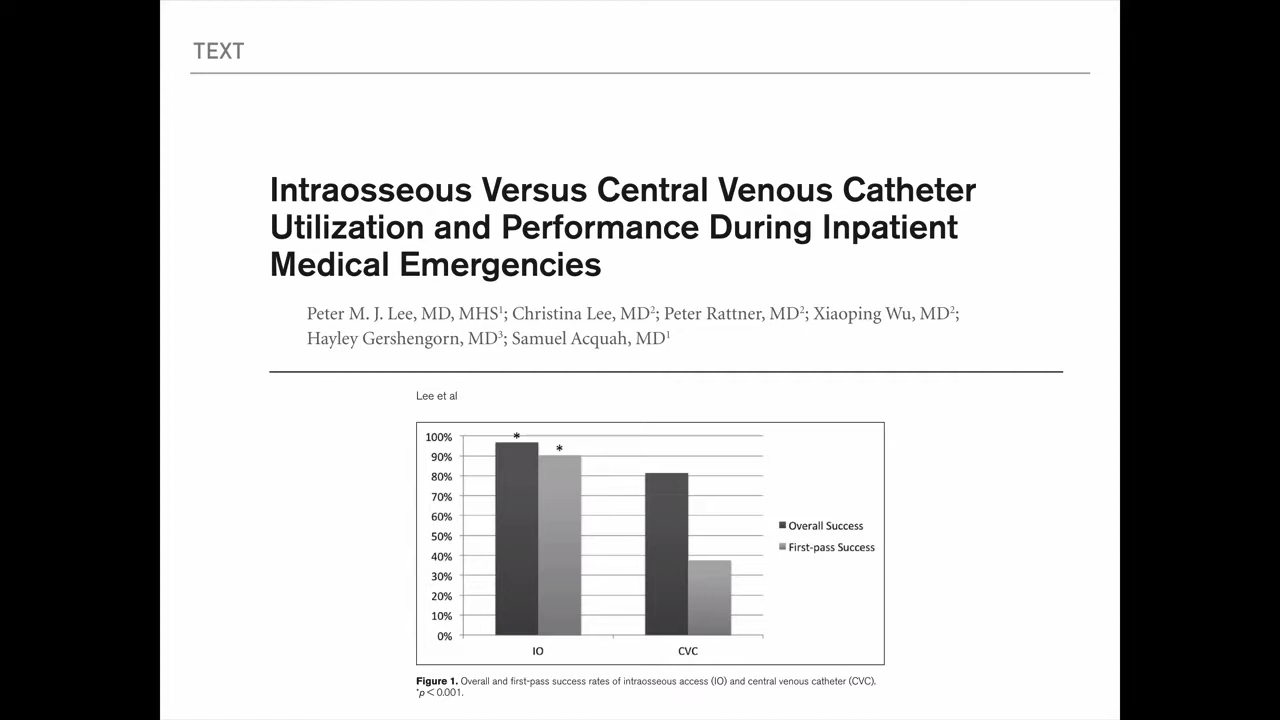 TEXT
Intraosseous Versus Central Venous Catheter
Utilization and Performance During Inpatient
Medical Emergencies
Peter M. J. Lee, MD, MHS¹; Christina Lee, MD²; Peter Rattner, MD²; Xiaoping Wu, MD²;
Hayley Gershengorn, MD³; Samuel Acquah, MD¹
Lee et al
100%
90%
80%
70%
60%
50%
40%
30%
20%
10%
0%
* *
IO CVC
Overall Success
First-pass Success
Figure 1. Overall and first-pass success rates of intraosseous access (IO) and central venous catheter (CVC).
*p < 0.001.